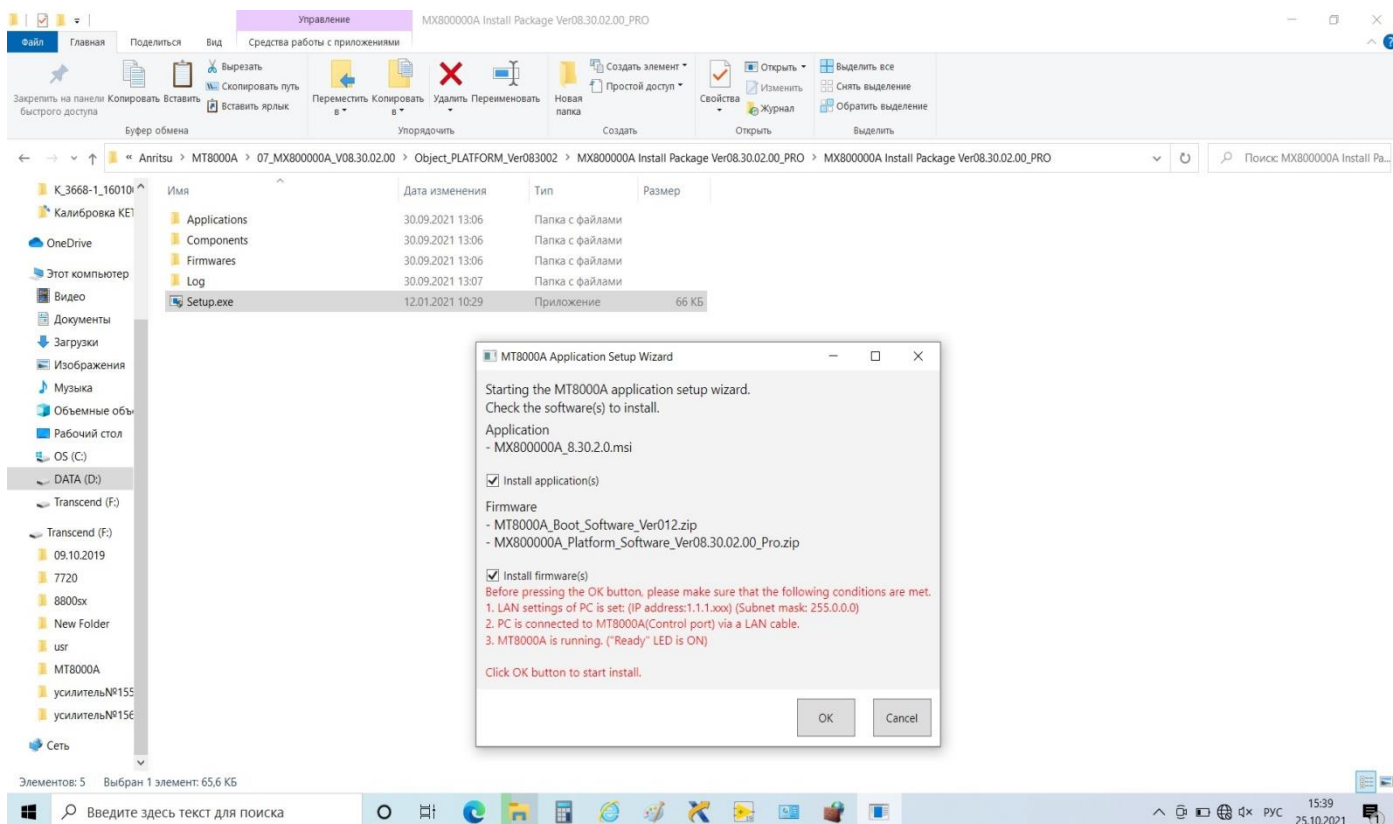 Управление
MX800000A Install Package Ver08.30.02.00_PRO
Файл Главная Поделиться Вид Средства работы с приложениями
Закрепить на панели быстрого доступа
Копировать
Вставить
Вырезать
Скопировать путь
Вставить ярлык
Переместить в
Копировать в
Удалить
Переименовать
Новая папка
Создать элемент
Простой доступ
Свойства
Открыть
Изменить
Журнал
Выделить все
Снять выделение
Обратить выделение
Буфер обмена
Упорядочить
Создать
Открыть
Выделить
« Anritsu > MT8000A > 07_MX800000A_V08.30.02.00 > Object_PLATFORM_Ver083002 > MX800000A Install Package Ver08.30.02.00_PRO > MX800000A Install Package Ver08.30.02.00_PRO
Поиск: MX800000A Install Pa...
K_3668-1_16010
Калибровка KE
OneDrive
Этот компьютер
Видео
Документы
Загрузки
Изображения
Музыка
Объемные объ
Рабочий стол
OS (C:)
DATA (D:)
Transcend (F:)
Transcend (F:)
09.10.2019
7720
8800sx
New Folder
usr
MT8000A
усилитель№155
усилитель№156
Сеть
Имя Дата изменения Тип Размер
Applications 30.09.2021 13:06 Папка с файлами
Components 30.09.2021 13:06 Папка с файлами
Firmwares 30.09.2021 13:06 Папка с файлами
Log 30.09.2021 13:07 Папка с файлами
Setup.exe 12.01.2021 10:29 Приложение 66 КБ
MT8000A Application Setup Wizard
Starting the MT8000A application setup wizard.
Check the software(s) to install.
Application
- MX800000A_8.30.2.0.msi
Install application(s)
Firmware
- MT8000A_Boot_Software_Ver012.zip
- MX800000A_Platform_Software_Ver08.30.02.00_Pro.zip
Install firmware(s)
Before pressing the OK button, please make sure that the following conditions are met.
1. LAN settings of PC is set: (IP address:1.1.1.xxx) (Subnet mask: 255.0.0.0)
2. PC is connected to MT8000A(Control port) via a LAN cable.
3. MT8000A is running. ("Ready" LED is ON)
Click OK button to start install.
OK Cancel
Элементов: 5 Выбран 1 элемент: 65,6 КБ
Введите здесь текст для поиска
РУС
15:39
25.10.2021